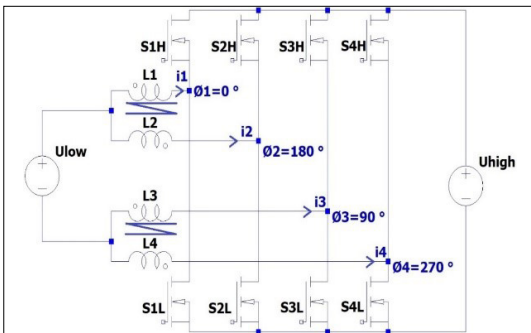 S1H S2H S3H S4H
L1 i1
Ø1=0 °
L2 i2
Ø2=180 °
Ulow
Uhigh
L3 i3
Ø3=90 °
L4 i4
Ø4=270 °
S1L S2L S3L S4L